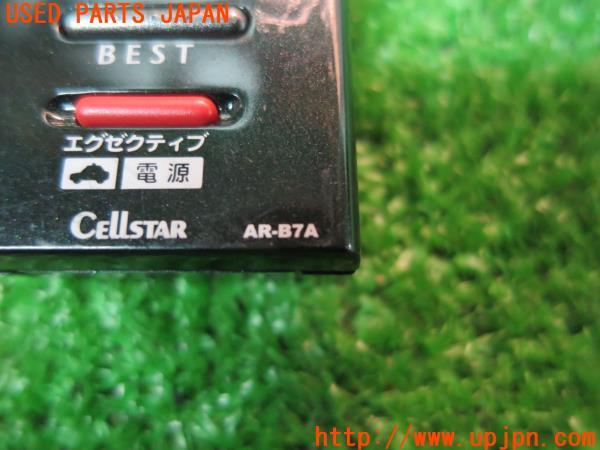 USED PARTS JAPAN
BEST
エグゼクティブ
電源
CELLSTAR AR-B7A
http://www.upjpn.com